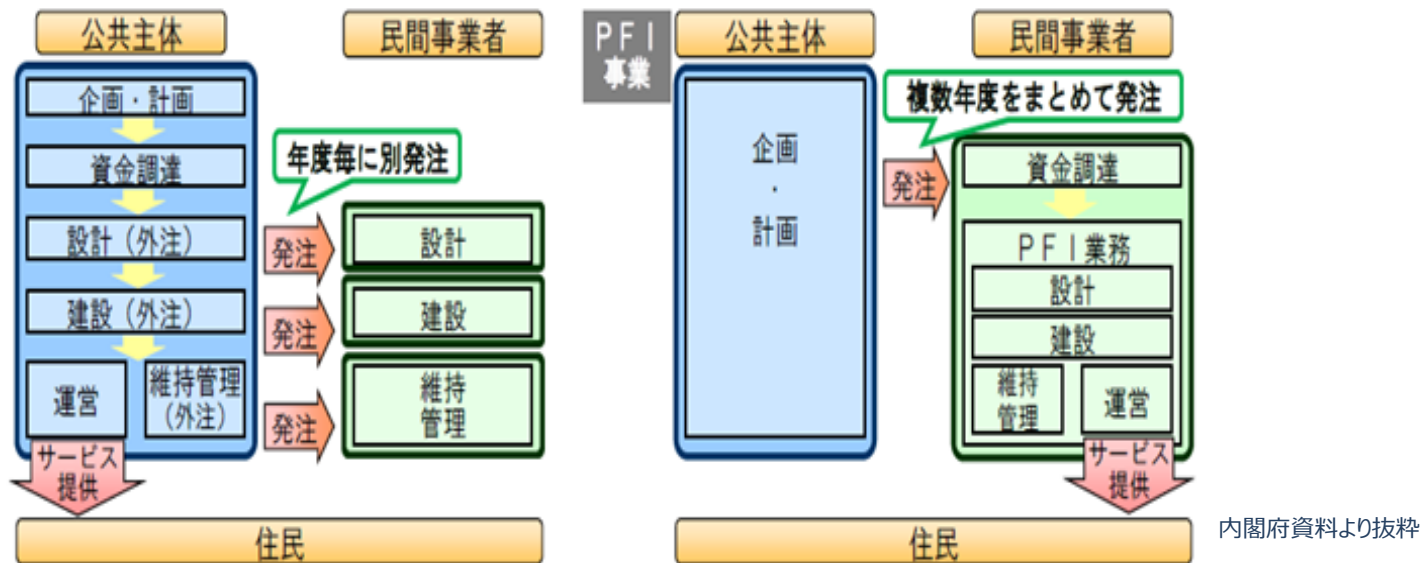 公共主体
民間事業者
企画・計画
資金調達
設計(外注)
建設(外注)
運営
維持管理
(外注)
年度毎に別発注
発注
発注
発注
設計
建設
維持
管理
サービス
提供
住民
PFI
事業
公共主体
民間事業者
企画
・
計画
複数年度をまとめて発注
発注
資金調達
PFI業務
設計
建設
維持
管理
運営
サービス
提供
住民
内閣府資料より抜粋